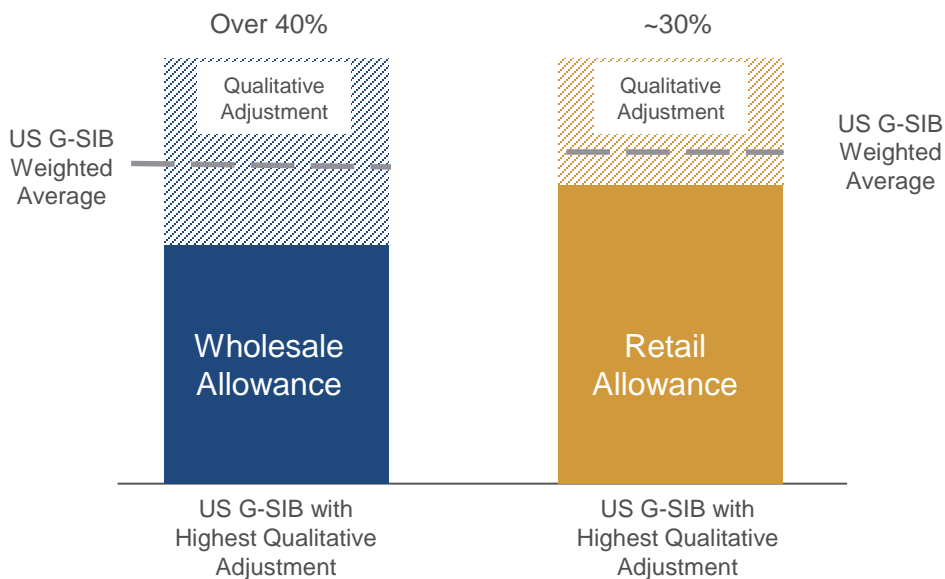 Over 40%
~30%
Qualitative
Adjustment
Qualitative
Adjustment
US G-SIB
Weighted
Average
US G-SIB
Weighted
Average
Wholesale
Allowance
Retail
Allowance
US G-SIB with
Highest Qualitative
Adjustment
US G-SIB with
Highest Qualitative
Adjustment